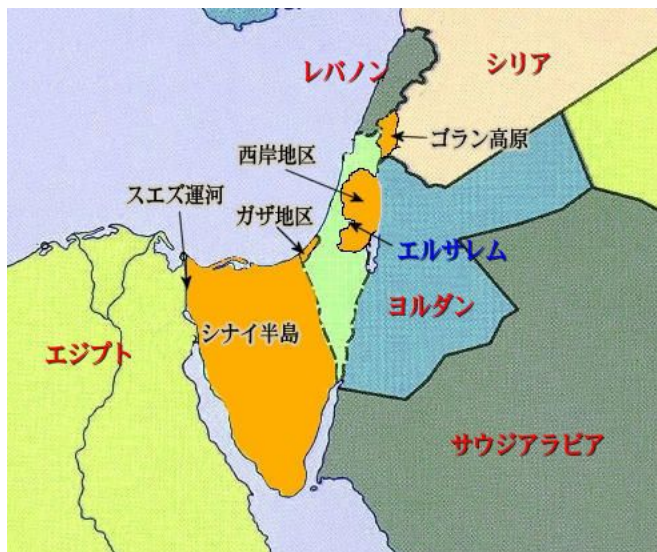 レバノン
シリア
ゴラン高原
西岸地区
スエズ運河
ガザ地区
エルサレム
ヨルダン
シナイ半島
エジプト
サウジアラビア